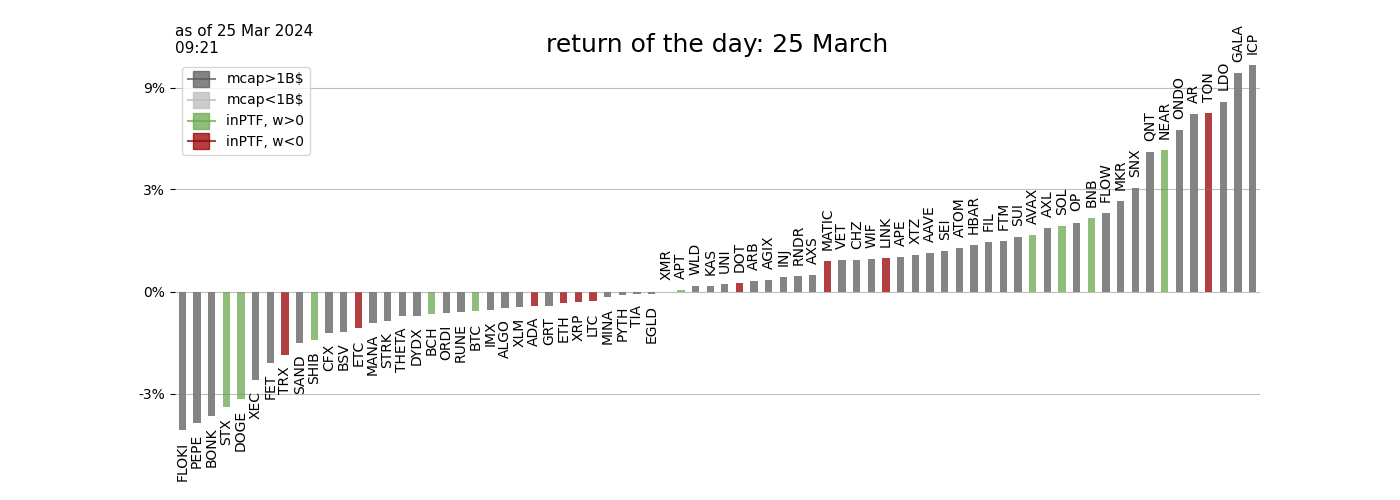 as of 25 Mar 2024
09:21
return of the day: 25 March
mcap>1B$
mcap<1B$
inPTF, w>0
inPTF, w<0
9%
3%
0%
-3%
FLOKI
PEPE
BONK
STX
DOGE
XEC
FET
TRX
SAND
SHIB
CFX
BSV
ETC
MANA
STRK
THETA
DYDX
BCH
ORDI
RUNE
BTC
IMX
ALGO
XLM
ADA
GRT
ETH
XRP
LTC
MINA
PYTH
TIA
EGLD
XMR
APT
WLD
KAS
UNI
DOT
ARB
AGIX
INJ
RNDR
AXS
MATIC
VET
CHZ
WIF
LINK
APE
XTZ
AAVE
SEI
ATOM
HBAR
FIL
FTM
SUI
AVAX
AXL
SOL
OP
BNB
FLOW
MKR
SNX
QNT
NEAR
ONDO
AR
TON
LDO
GALA
ICP